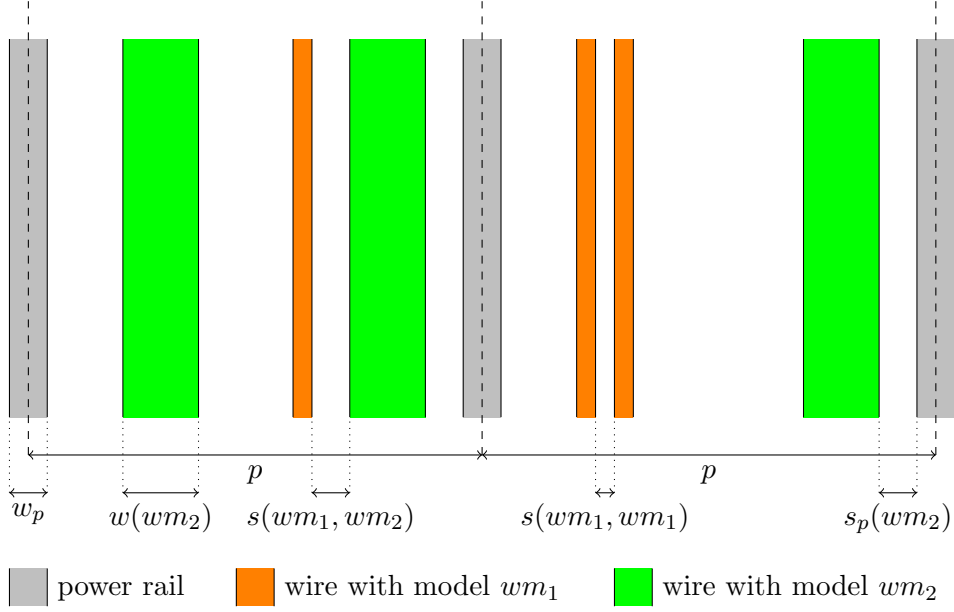 p p
w_p w(wm_2) s(wm_1, wm_2) s(wm_1, wm_1) s_p(wm_2)
power rail wire with model wm_1 wire with model wm_2